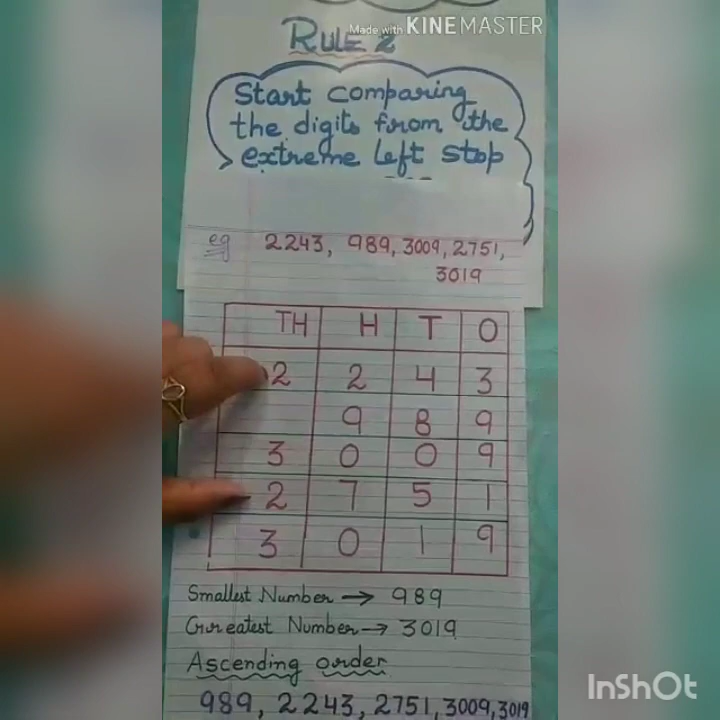 Made with KINEMASTER
RULE 2
Start comparing
the digits from the
extreme left stop
eg 2243, 989, 3009, 2751,
3019
TH H T O
2 2 4 3
9 8 9
3 0 0 9
2 7 5 1
3 0 1 9
Smallest Number → 989
Greatest Number → 3019
Ascending order
989, 2243, 2751, 3009, 3019
InShOt